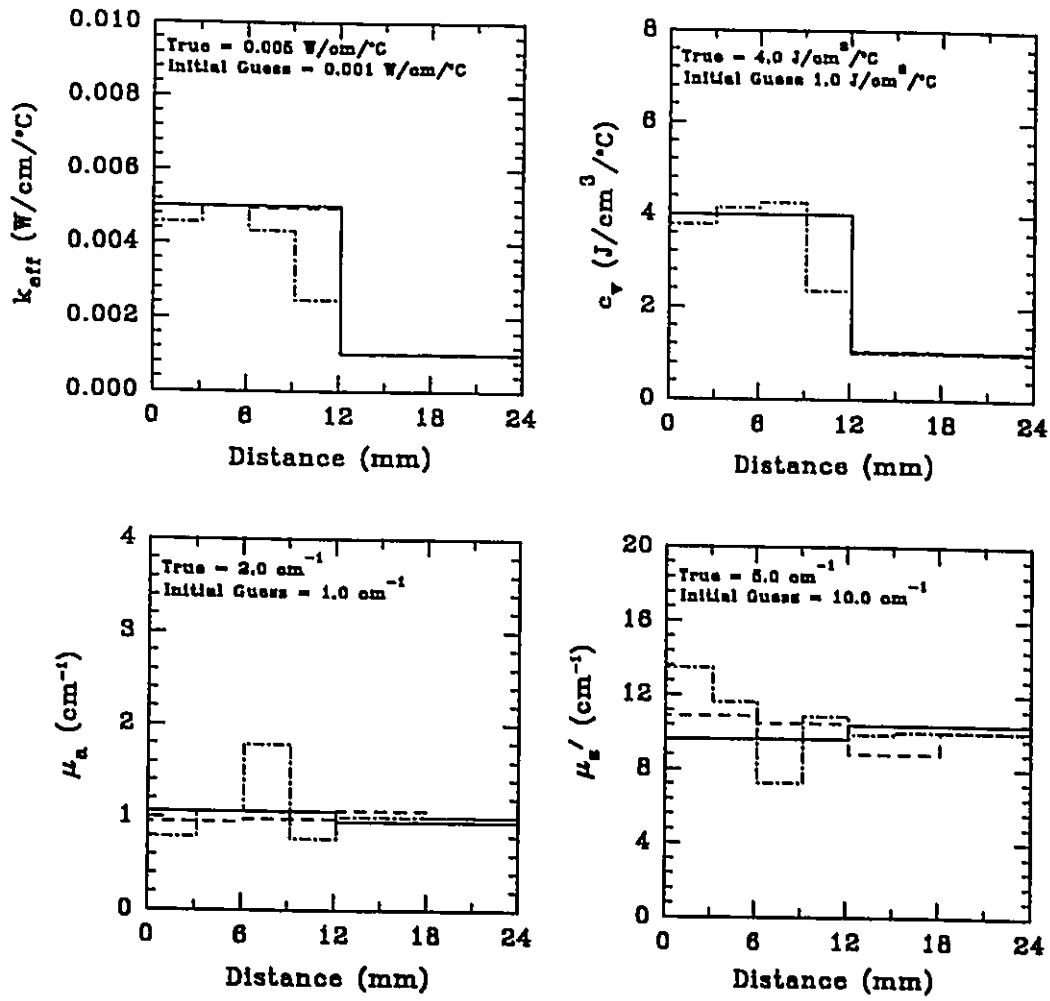 0.010
True = 0.005 W/cm/°C
Initial Guess = 0.001 W/cm/°C
0.008
0.006
0.004
0.002
0.000
k_eff (W/cm/°C)
0 6 12 18 24
Distance (mm)
8
True = 4.0 J/cm³/°C
Initial Guess 1.0 J/cm³/°C
6
4
2
0
c_v (J/cm³/°C)
0 6 12 18 24
Distance (mm)
4
True = 2.0 cm⁻¹
Initial Guess = 1.0 cm⁻¹
3
2
1
0
μ_a (cm⁻¹)
0 6 12 18 24
Distance (mm)
20
True = 5.0 cm⁻¹
Initial Guess = 10.0 cm⁻¹
16
12
8
4
0
μ_s′ (cm⁻¹)
0 6 12 18 24
Distance (mm)